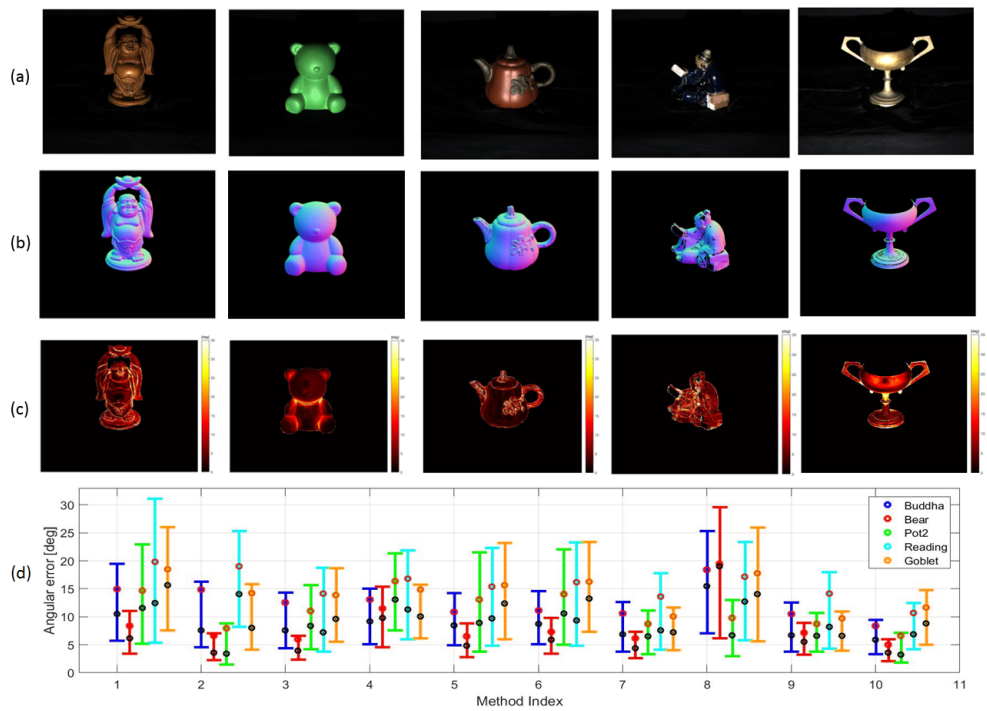 (a)
(b)
(c)
(d)
Angular error [deg]
30
25
20
15
10
5
0
Buddha
Bear
Pot2
Reading
Goblet
1 2 3 4 5 6 7 8 9 10 11
Method Index